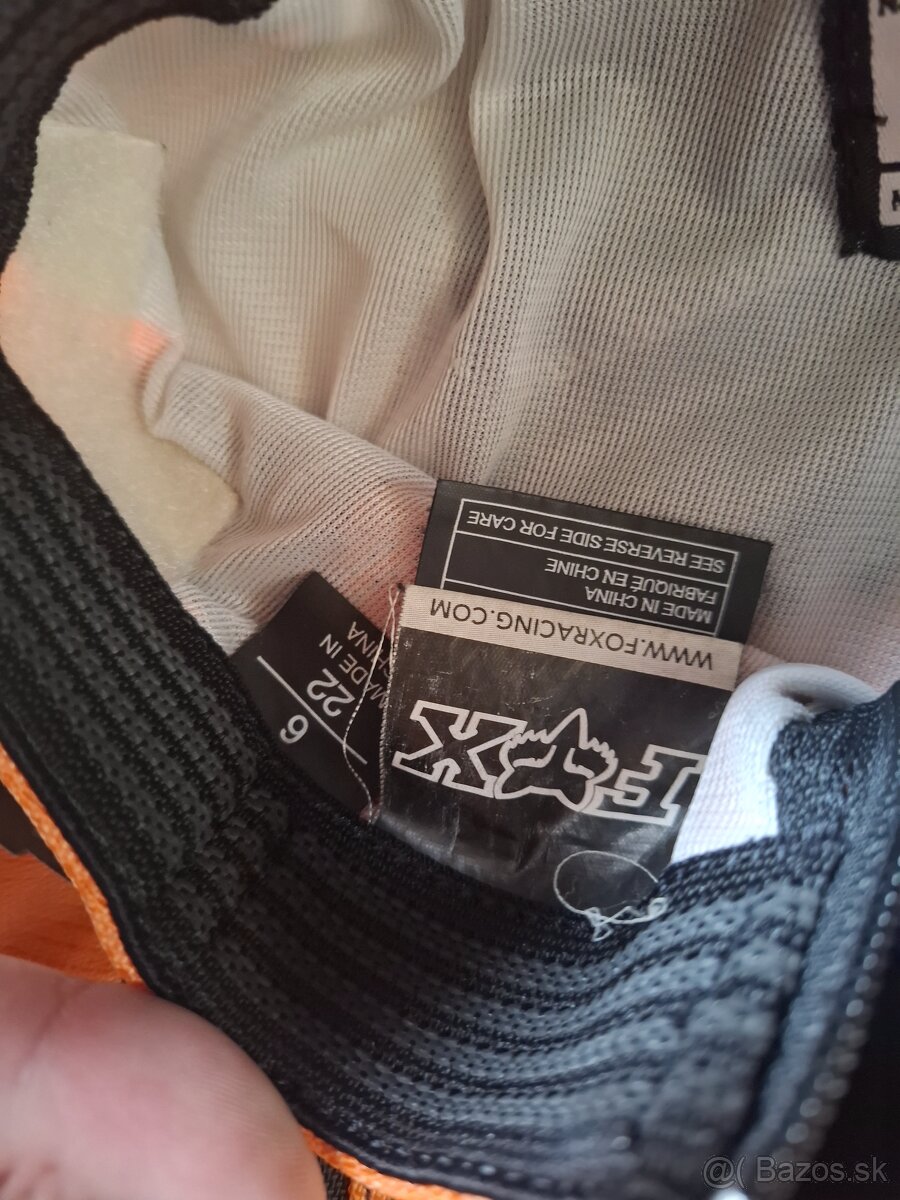 FOX
WWW.FOXRACING.COM
MADE IN CHINA
FABRIQUÉ EN CHINE
SEE REVERSE SIDE FOR CARE
6
22
MADE IN
CHINA
@( Bazos.sk